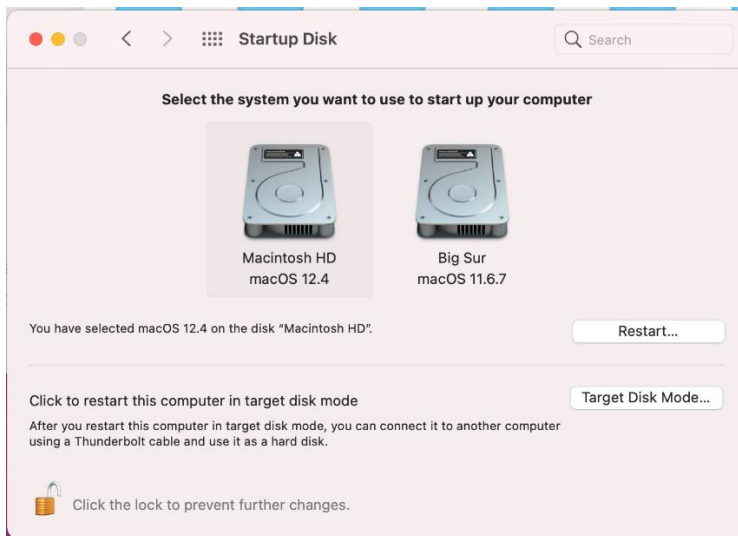 Startup Disk
Search
Select the system you want to use to start up your computer
Macintosh HD
macOS 12.4
Big Sur
macOS 11.6.7
You have selected macOS 12.4 on the disk “Macintosh HD”.
Restart...
Click to restart this computer in target disk mode
Target Disk Mode...
After you restart this computer in target disk mode, you can connect it to another computer
using a Thunderbolt cable and use it as a hard disk.
Click the lock to prevent further changes.